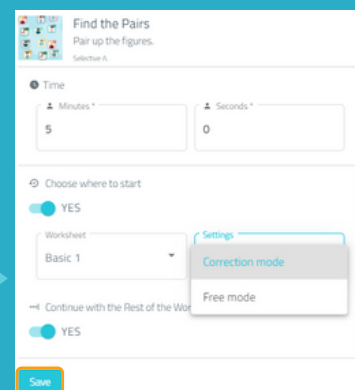 Find the Pairs
Pair up the figures.
Selective A.
Time
Minutes *
Seconds *
5
0
Choose where to start
YES
Worksheet
Settings
Basic 1
Correction mode
Free mode
Continue with the Rest of the Wor
YES
Save